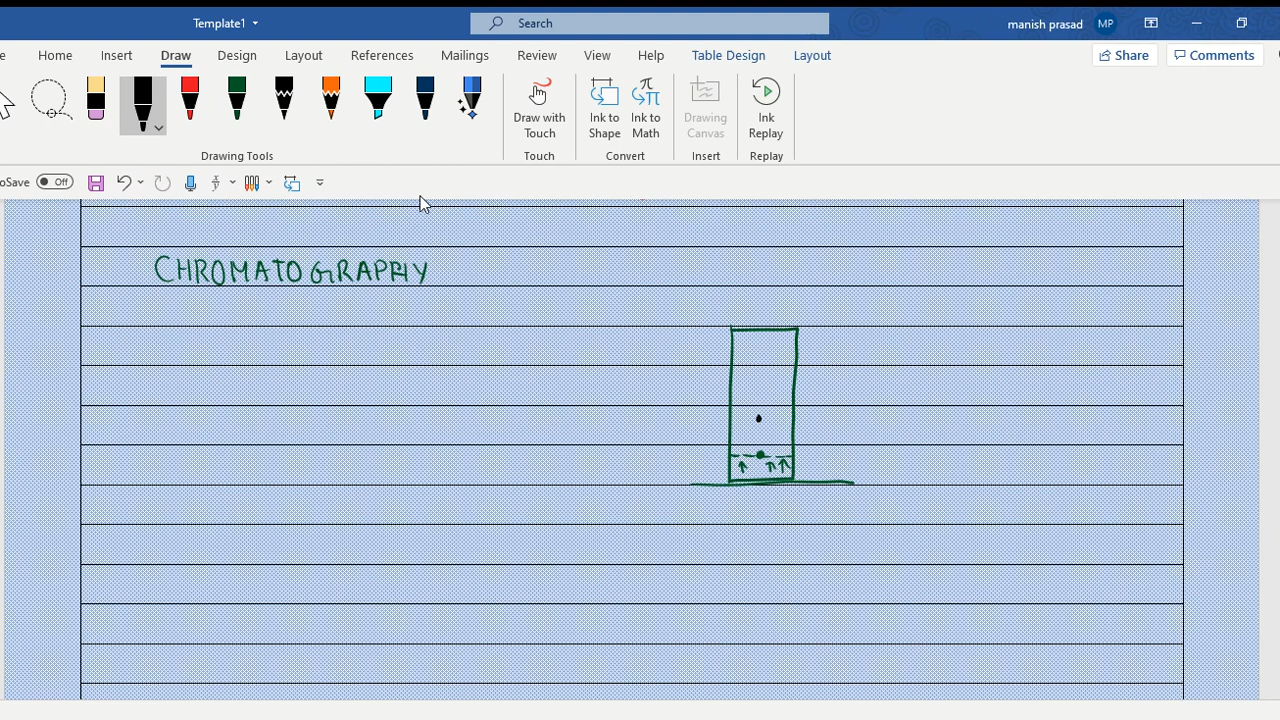 Template1
Search
manish prasad
MP
e Home Insert Draw Design Layout References Mailings Review View Help Table Design Layout
Share
Comments
Draw with Touch
Ink to Shape
Ink to Math
Drawing Canvas
Ink Replay
Drawing Tools
Touch
Convert
Insert
Replay
oSave Off
CHROMATOGRAPHY